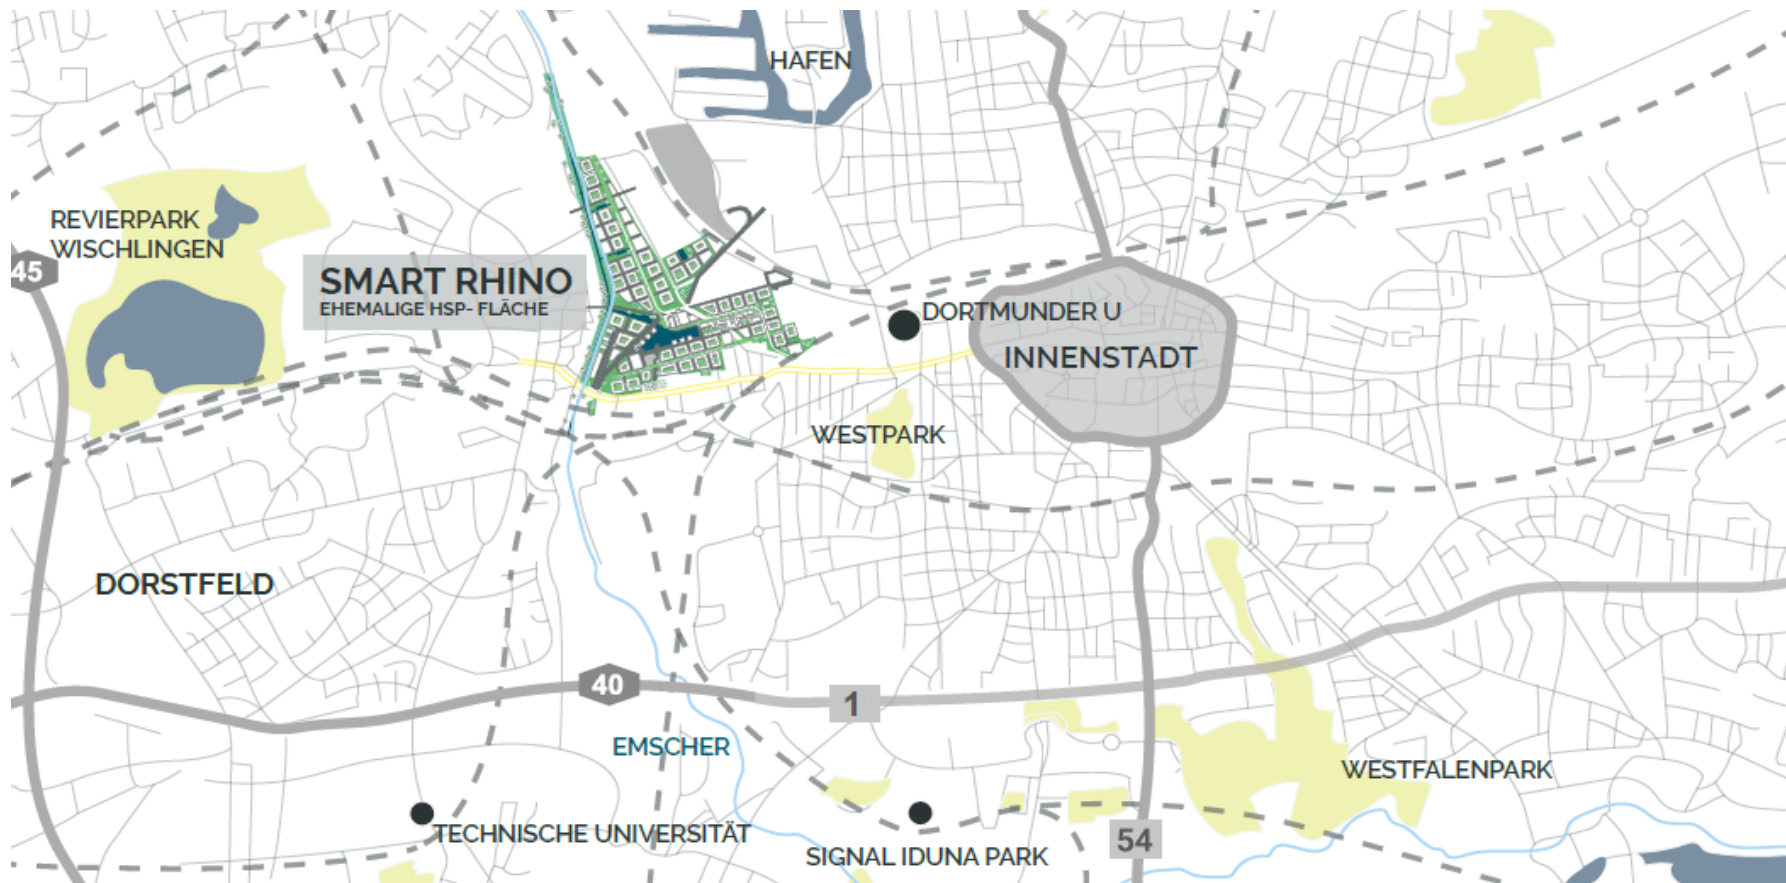 HAFEN
REVIERPARK
WISCHLINGEN
45
SMART RHINO
EHEMALIGE HSP- FLÄCHE
DORTMUNDER U
INNENSTADT
WESTPARK
DORSTFELD
40
1
EMSCHER
WESTFALENPARK
TECHNISCHE UNIVERSITÄT
54
SIGNAL IDUNA PARK